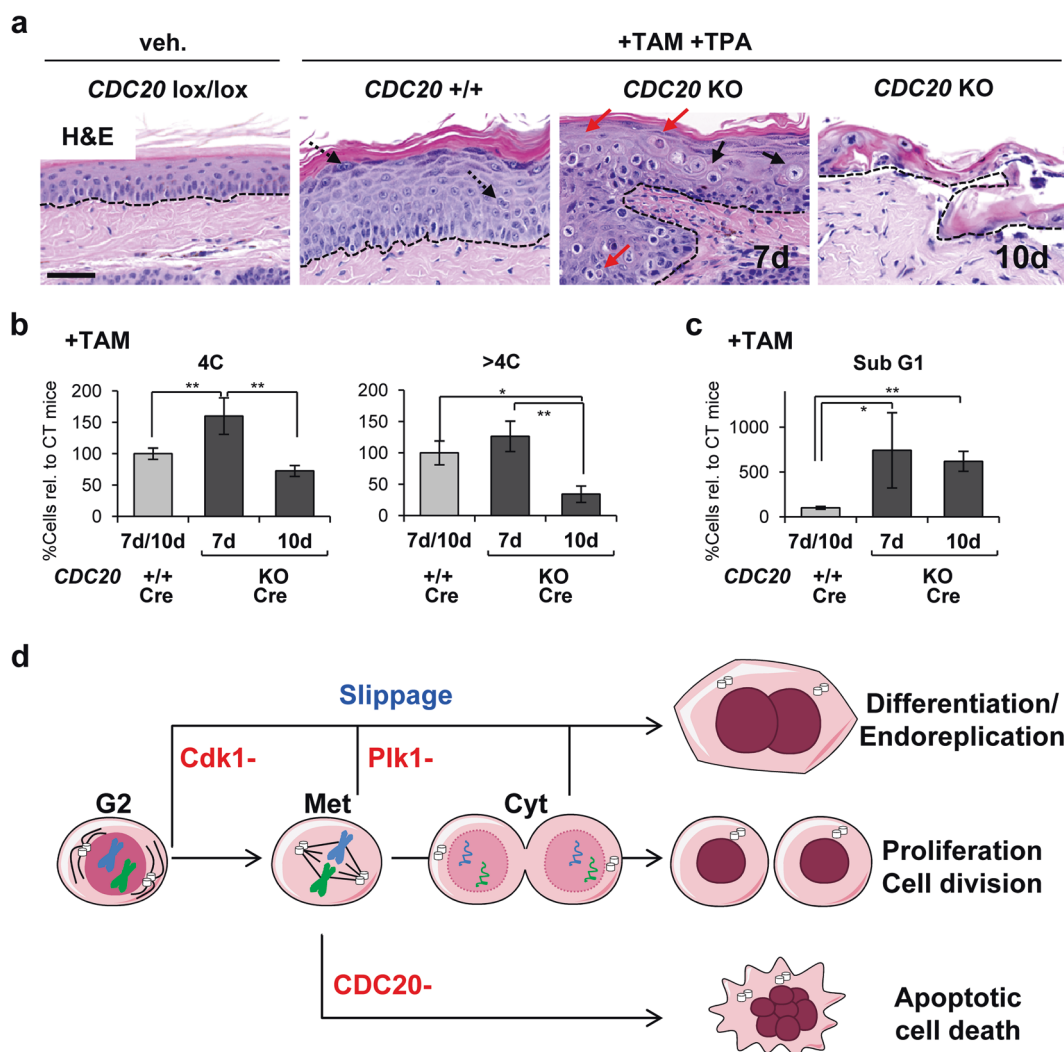 a
veh.
+TAM +TPA
CDC20 lox/lox
CDC20 +/+
CDC20 KO
CDC20 KO
H&E
7d
10d
b
+TAM
4C
>4C
%Cells rel. to CT mice
200
150
100
50
0
**
**
7d/10d
7d
10d
CDC20
+/+
KO
Cre
Cre
200
150
100
50
0
*
**
7d/10d
7d
10d
+/+
KO
Cre
Cre
c
+TAM
Sub G1
%Cells rel. to CT mice
1000
500
0
**
*
7d/10d
7d
10d
CDC20
+/+
KO
Cre
Cre
d
Slippage
Differentiation/
Endoreplication
Cdk1-
Plk1-
G2
Met
Cyt
Proliferation
Cell division
CDC20-
Apoptotic
cell death